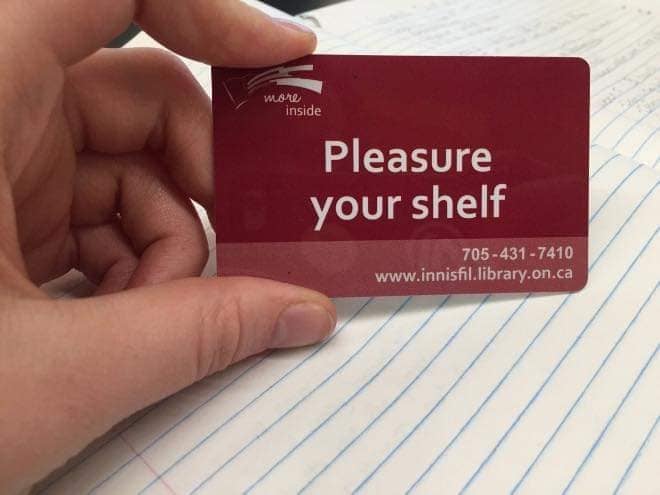 more
inside
Pleasure
your shelf
705-431-7410
www.innisfil.library.on.ca